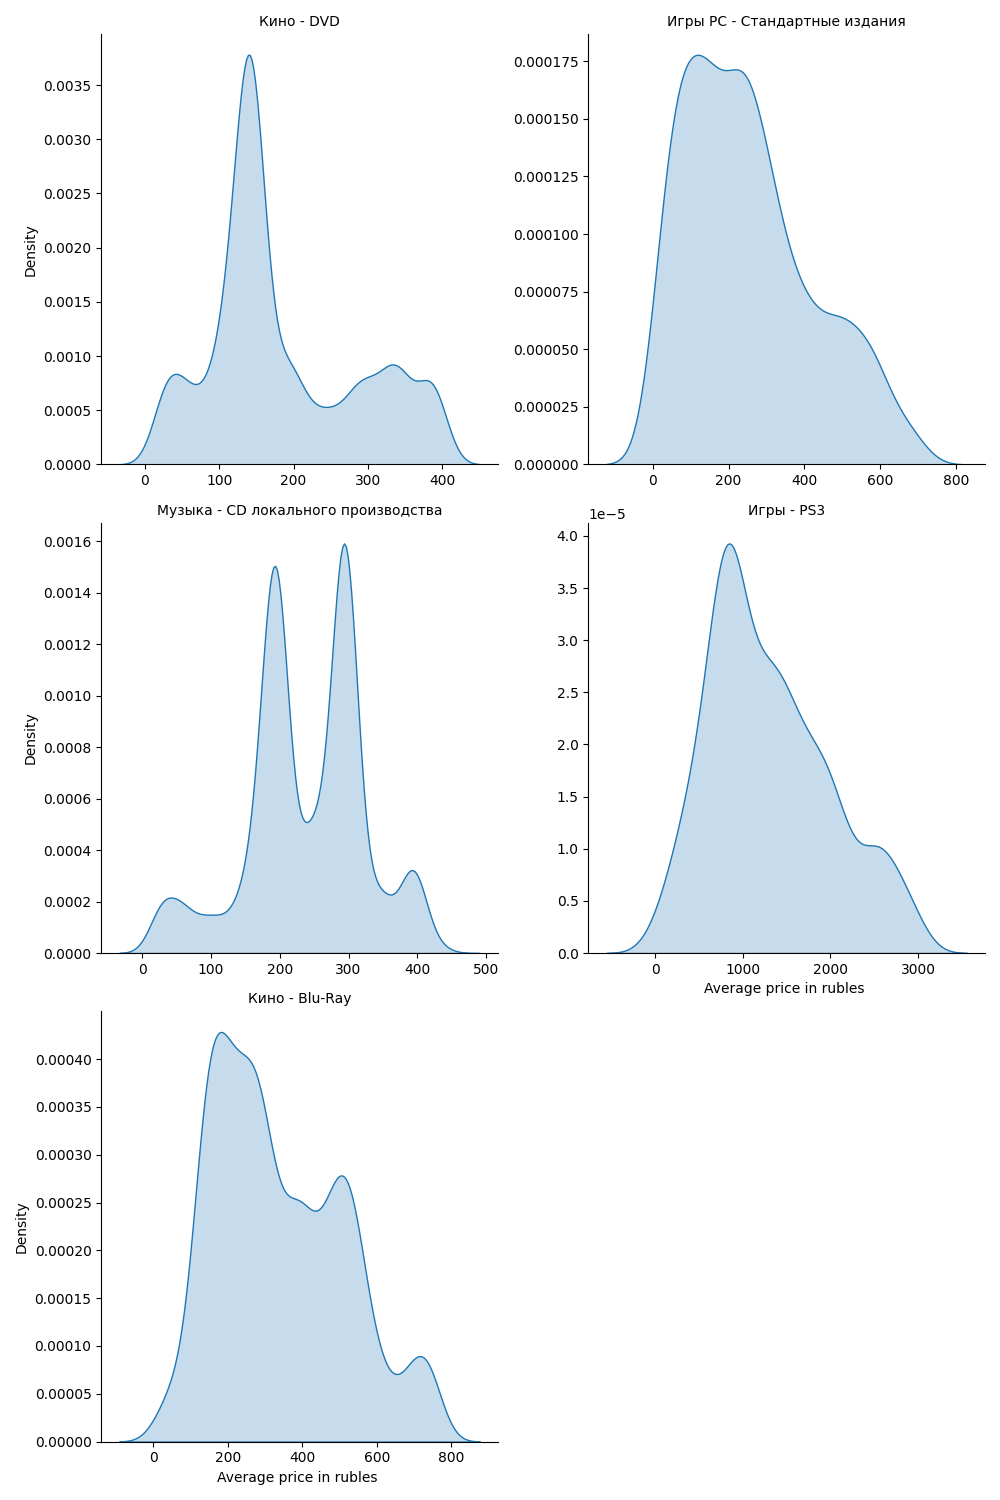 Кино - DVD
0.0035
0.0030
0.0025
0.0020
0.0015
0.0010
0.0005
0.0000
Density
0 100 200 300 400
Игры PC - Стандартные издания
0.000175
0.000150
0.000125
0.000100
0.000075
0.000050
0.000025
0.000000
0 200 400 600 800
Музыка - CD локального производства
0.0016
0.0014
0.0012
0.0010
0.0008
0.0006
0.0004
0.0002
0.0000
Density
0 100 200 300 400 500
Игры - PS3
1e−5
4.0
3.5
3.0
2.5
2.0
1.5
1.0
0.5
0.0
0 1000 2000 3000
Average price in rubles
Кино - Blu-Ray
0.00040
0.00035
0.00030
0.00025
0.00020
0.00015
0.00010
0.00005
0.00000
Density
0 200 400 600 800
Average price in rubles